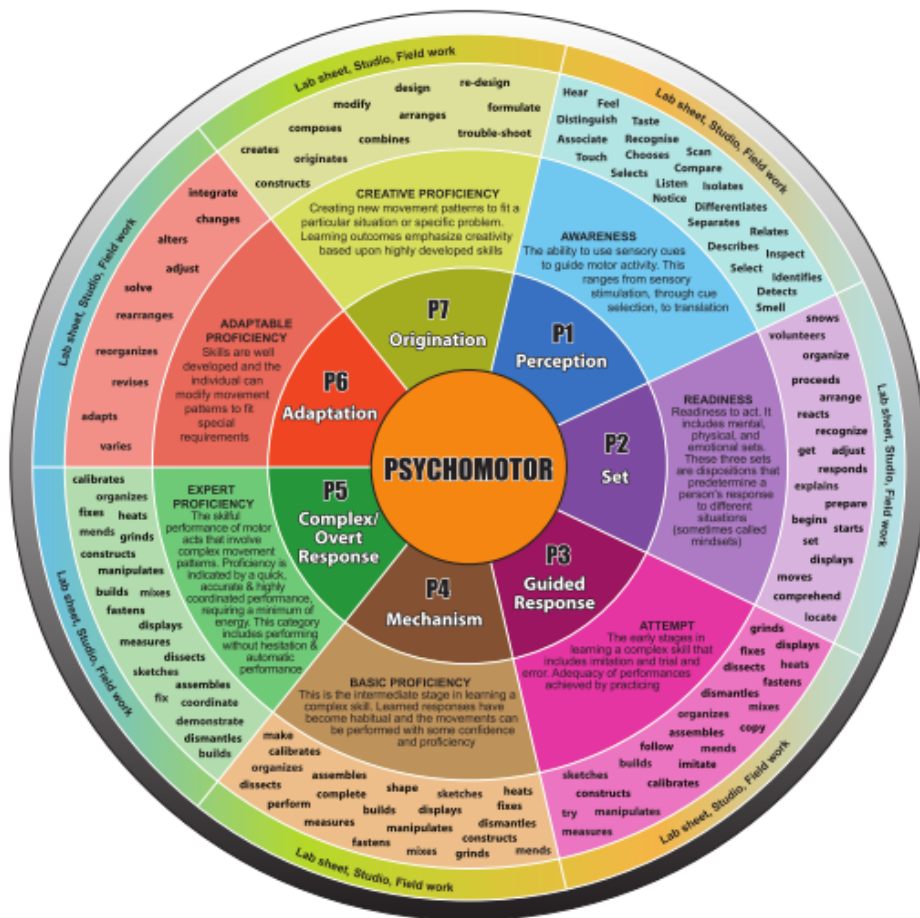 PSYCHOMOTOR
P1
Perception
AWARENESS
The ability to use sensory cues
to guide motor activity. This
ranges from sensory
stimulation, through cue
selection, to translation
Hear
Feel
Distinguish
Taste
Associate
Recognise
Touch
Chooses
Scan
Selects
Compare
Listen
Isolates
Notice
Differentiates
Separates
Relates
Describes
Inspect
Select
Identifies
Detects
Smell
Lab sheet, Studio, Field work
P2
Set
READINESS
Readiness to act. It
includes mental,
physical, and
emotional sets.
These three sets
are dispositions that
predetermine a
person's response
to different
situations
(sometimes called
mindsets)
snows
volunteers
organize
proceeds
arrange
reacts
recognize
get
adjust
responds
explains
prepare
begins
starts
set
displays
moves
comprehend
locate
Lab sheet, Studio, Field work
P3
Guided
Response
ATTEMPT
The early stages in
learning a complex skill that
includes imitation and trial and
error. Adequacy of performances
achieved by practicing
grinds
displays
fixes
dissects
heats
fastens
dismantles
mixes
organizes
copy
assembles
follow
mends
builds
imitate
sketches
calibrates
constructs
try
manipulates
measures
Lab sheet, Studio, Field work
P4
Mechanism
BASIC PROFICIENCY
This is the intermediate stage in learning a
complex skill. Learned responses have
become habitual and the movements can
be performed with some confidence
and proficiency
make
calibrates
organizes
assembles
dissects
complete
shape
sketches
heats
perform
builds
displays
fixes
measures
manipulates
dismantles
constructs
fastens
mixes
grinds
mends
Lab sheet, Studio, Field work
P5
Complex/
Overt
Response
EXPERT
PROFICIENCY
The skilful
performance of motor
acts that involve
complex movement
patterns. Proficiency is
indicated by a quick,
accurate & highly
coordinated performance,
requiring a minimum of
energy. This category
includes performing
without hesitation &
automatic
performance
calibrates
organizes
fixes
heats
mends
grinds
constructs
manipulates
builds
mixes
fastens
displays
measures
dissects
sketches
assembles
fix
coordinate
demonstrate
dismantles
builds
Lab sheet, Studio, Field work
P6
Adaptation
ADAPTABLE
PROFICIENCY
Skills are well
developed and the
individual can
modify movement
patterns to fit
special
requirements
integrate
changes
alters
adjust
solve
rearranges
reorganizes
revises
adapts
varies
Lab sheet, Studio, Field work
P7
Origination
CREATIVE PROFICIENCY
Creating new movement patterns to fit a
particular situation or specific problem.
Learning outcomes emphasize creativity
based upon highly developed skills
design
re-design
modify
arranges
formulate
composes
combines
trouble-shoot
creates
originates
constructs
Lab sheet, Studio, Field work